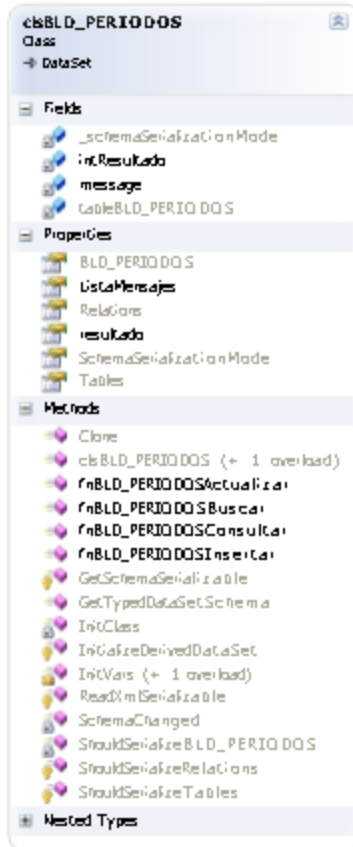 clsBLD_PERIODOS
Class
DataSet
Fields
_schemaSerializationMode
intResultado
message
tableBLD_PERIODOS
Properties
BLD_PERIODOS
ListaMensajes
Relations
resultado
SchemaSerializationMode
Tables
Methods
Clone
clsBLD_PERIODOS (+ 1 overload)
fnBLD_PERIODOSActualizar
fnBLD_PERIODOSBuscar
fnBLD_PERIODOSConsultar
fnBLD_PERIODOSInsertar
GetSchemaSerializable
GetTypedDataSetSchema
InitClass
InitializeDerivedDataSet
InitVars (+ 1 overload)
ReadXmlSerializable
SchemaChanged
ShouldSerializeBLD_PERIODOS
ShouldSerializeRelations
ShouldSerializeTables
Nested Types